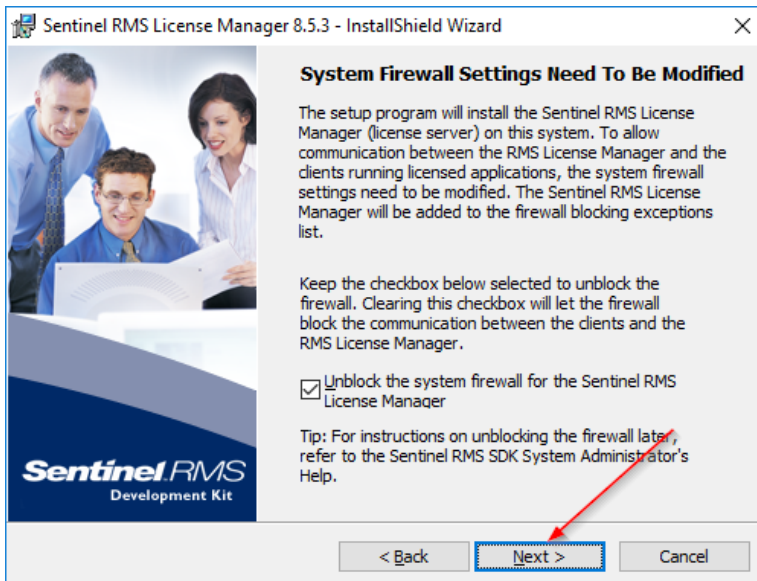 Sentinel RMS License Manager 8.5.3 - InstallShield Wizard
System Firewall Settings Need To Be Modified
The setup program will install the Sentinel RMS License
Manager (license server) on this system. To allow
communication between the RMS License Manager and the
clients running licensed applications, the system firewall
settings need to be modified. The Sentinel RMS License
Manager will be added to the firewall blocking exceptions
list.
Keep the checkbox below selected to unblock the
firewall. Clearing this checkbox will let the firewall
block the communication between the clients and the
RMS License Manager.
Unblock the system firewall for the Sentinel RMS
License Manager
Tip: For instructions on unblocking the firewall later,
refer to the Sentinel RMS SDK System Administrator's
Help.
Sentinel RMS
Development Kit
< Back
Next >
Cancel